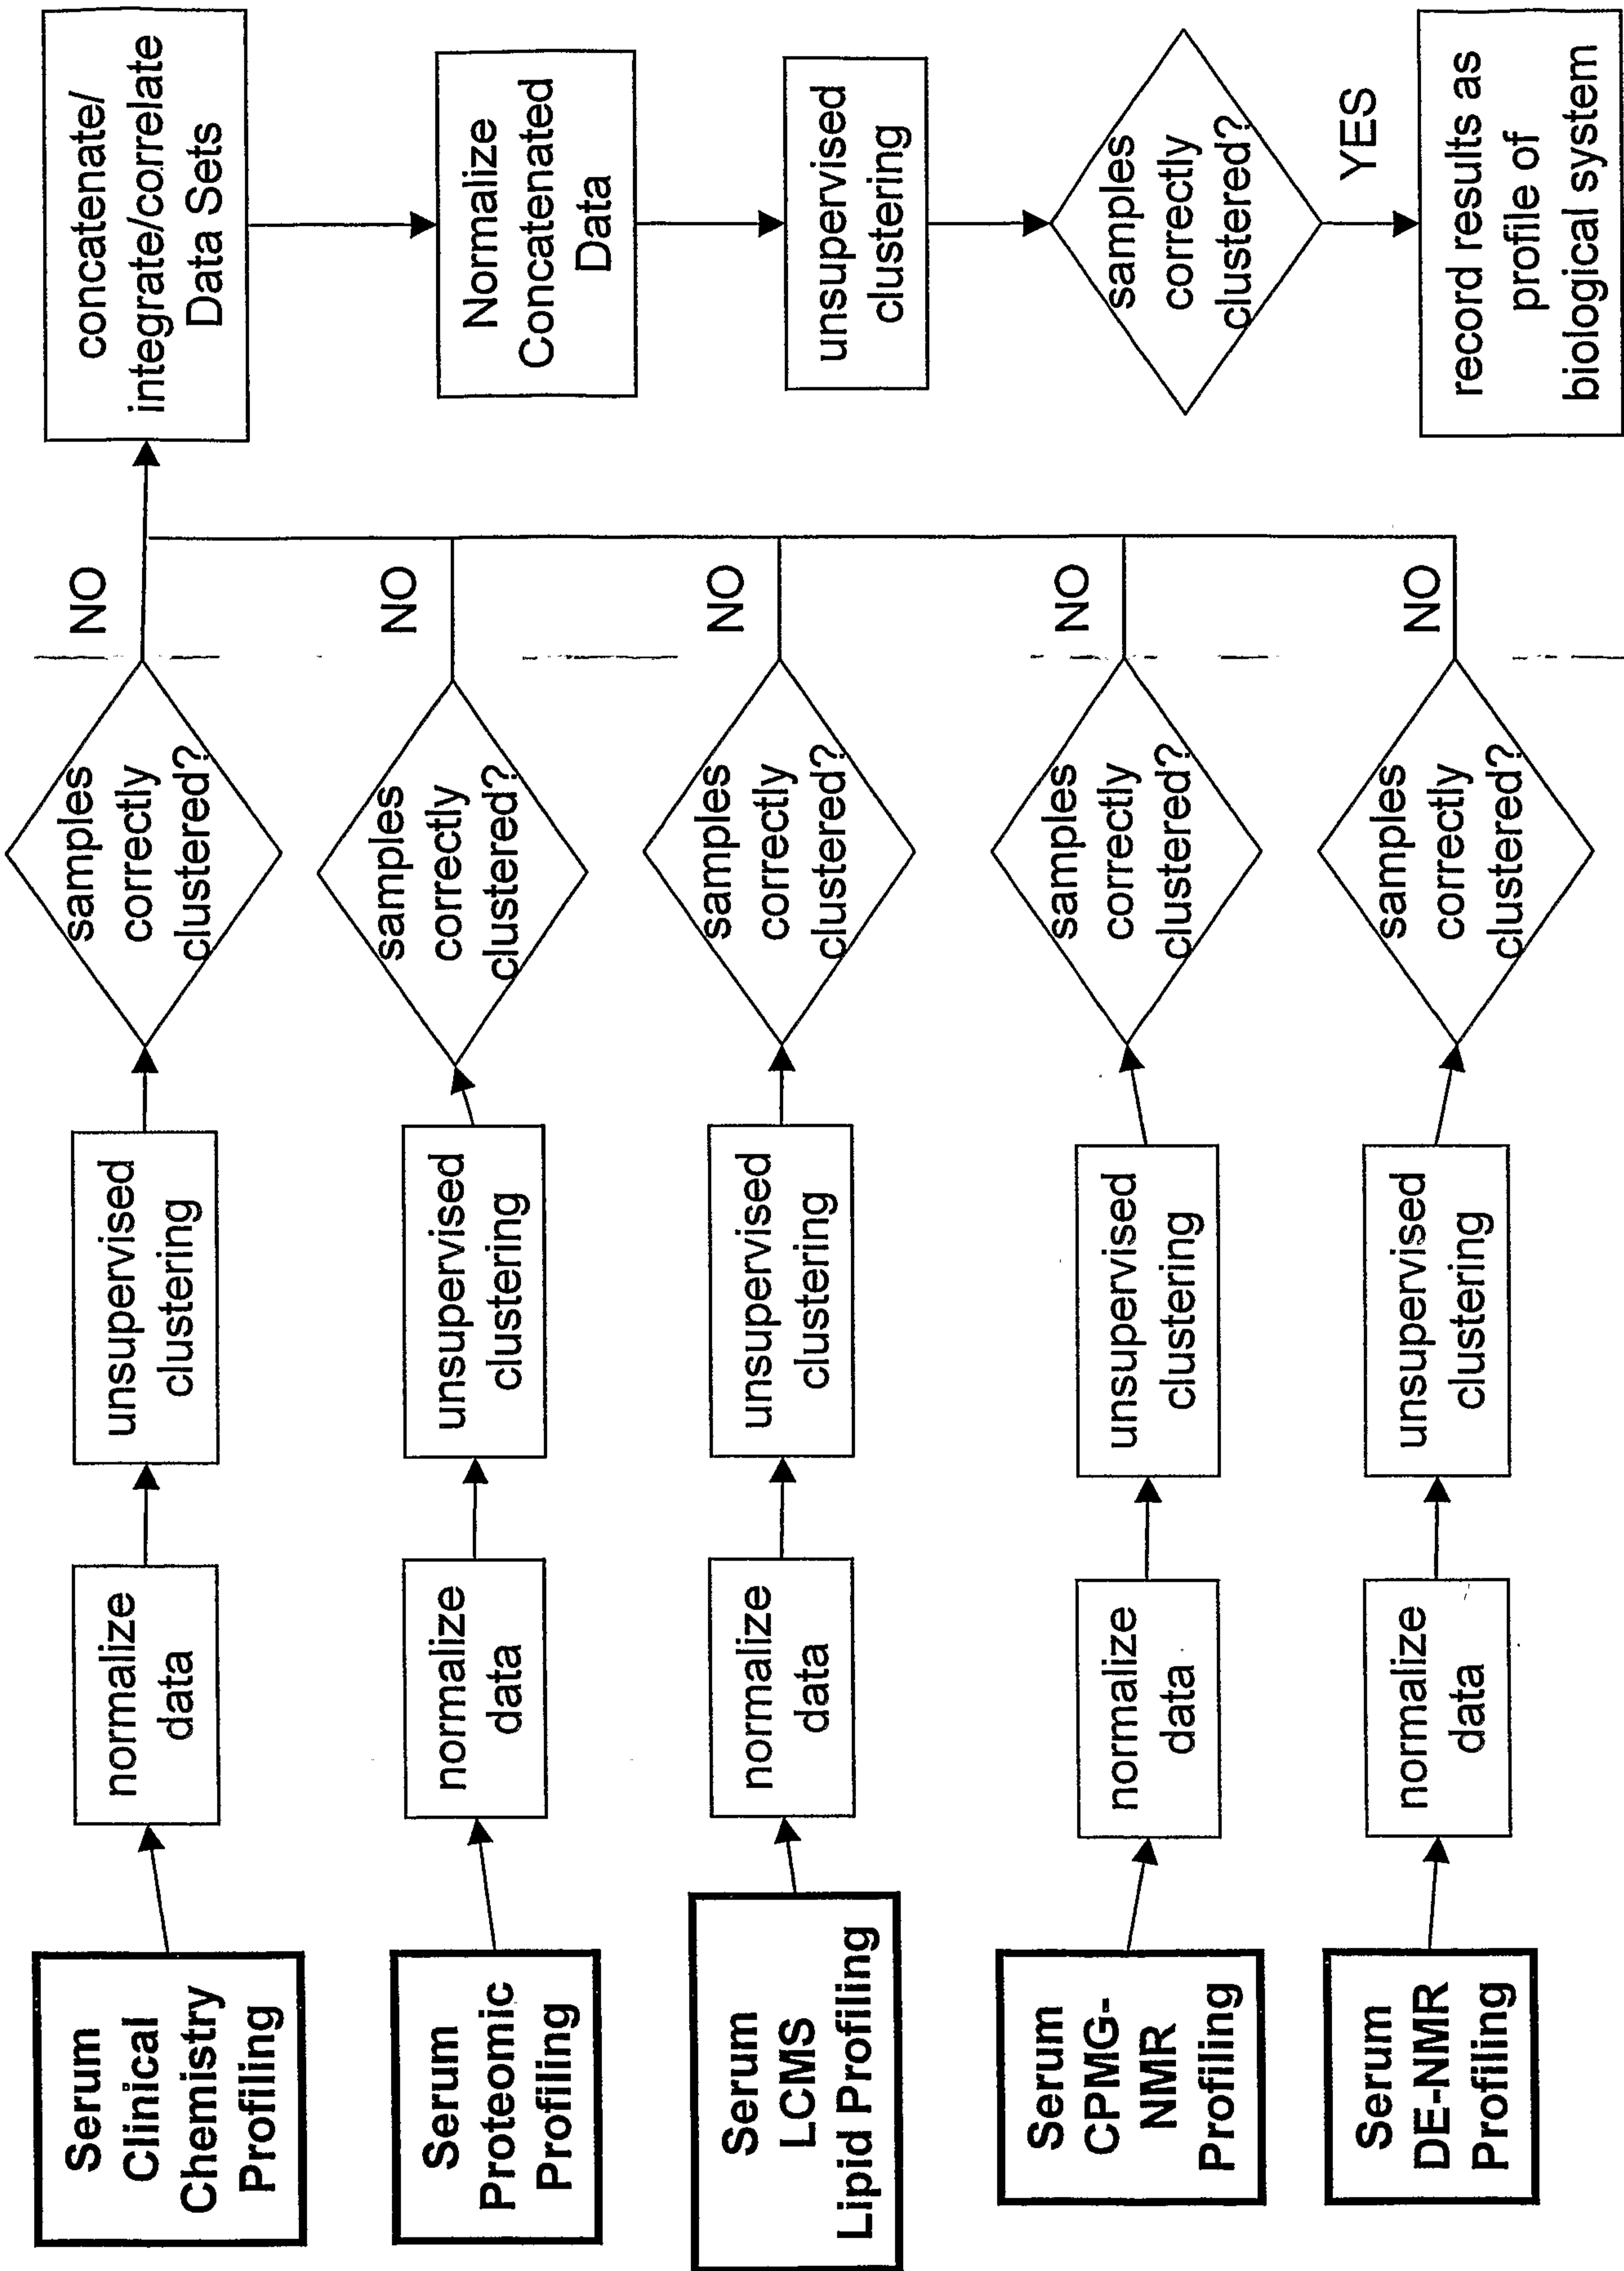 Serum
Clinical
Chemistry
Profiling
normalize
data
unsupervised
clustering
samples
correctly
clustered?
NO
concatenate/
integrate/correlate
Data Sets
Serum
Proteomic
Profiling
normalize
data
unsupervised
clustering
samples
correctly
clustered?
NO
Normalize
Concatenated
Data
Serum
LCMS
Lipid Profiling
normalize
data
unsupervised
clustering
samples
correctly
clustered?
NO
unsupervised
clustering
Serum
CPMG-
NMR
Profiling
normalize
data
unsupervised
clustering
samples
correctly
clustered?
NO
samples
correctly
clustered?
YES
Serum
DE-NMR
Profiling
normalize
data
unsupervised
clustering
samples
correctly
clustered?
NO
record results as
profile of
biological system